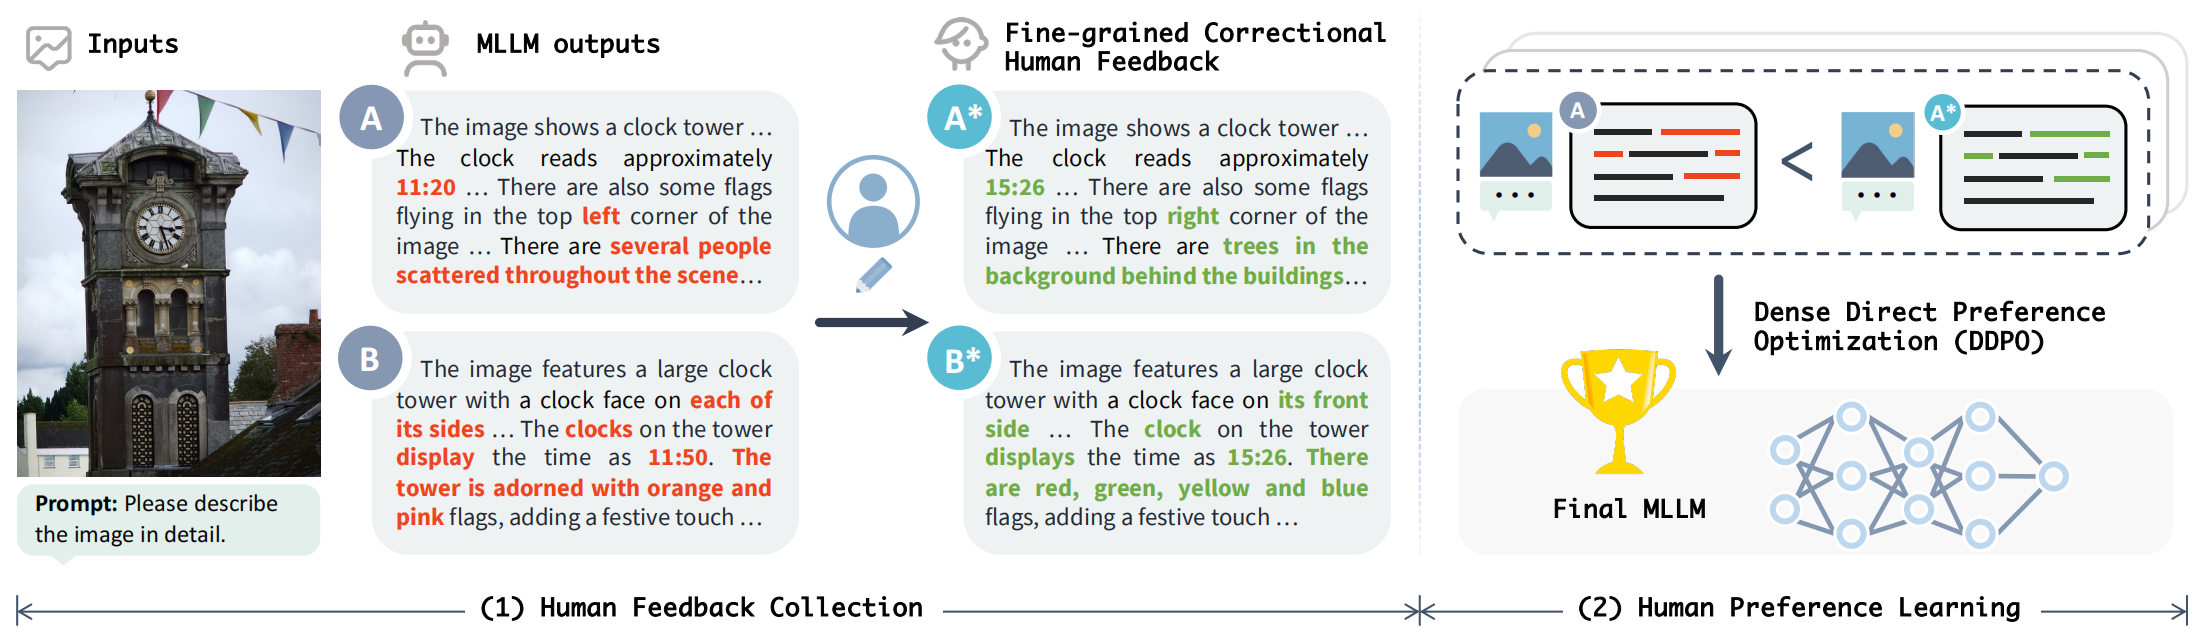 Inputs
MLLM outputs
Fine-grained Correctional
Human Feedback
A
The image shows a clock tower ...
The clock reads approximately
11:20 ... There are also some flags
flying in the top left corner of the
image ... There are several people
scattered throughout the scene...
A*
The image shows a clock tower ...
The clock reads approximately
15:26 ... There are also some flags
flying in the top right corner of the
image ... There are trees in the
background behind the buildings...
B
The image features a large clock
tower with a clock face on each of
its sides ... The clocks on the tower
display the time as 11:50. The
tower is adorned with orange and
pink flags, adding a festive touch ...
B*
The image features a large clock
tower with a clock face on its front
side ... The clock on the tower
displays the time as 15:26. There
are red, green, yellow and blue
flags, adding a festive touch ...
Prompt: Please describe
the image in detail.
(1) Human Feedback Collection
A
<
A*
Dense Direct Preference
Optimization (DDPO)
Final MLLM
(2) Human Preference Learning